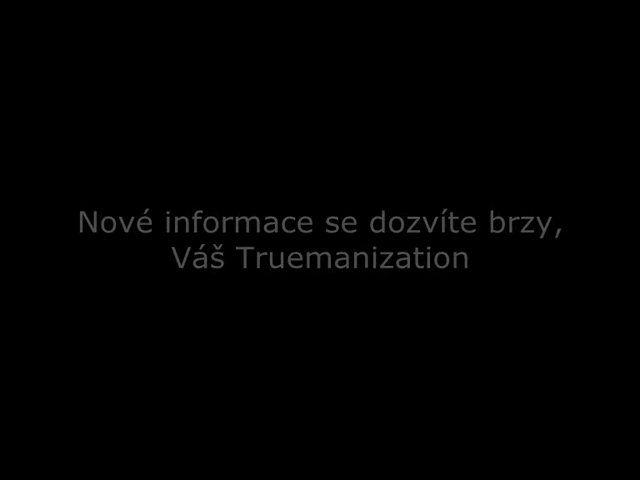 Nové informace se dozvíte brzy,
Váš Truemanization